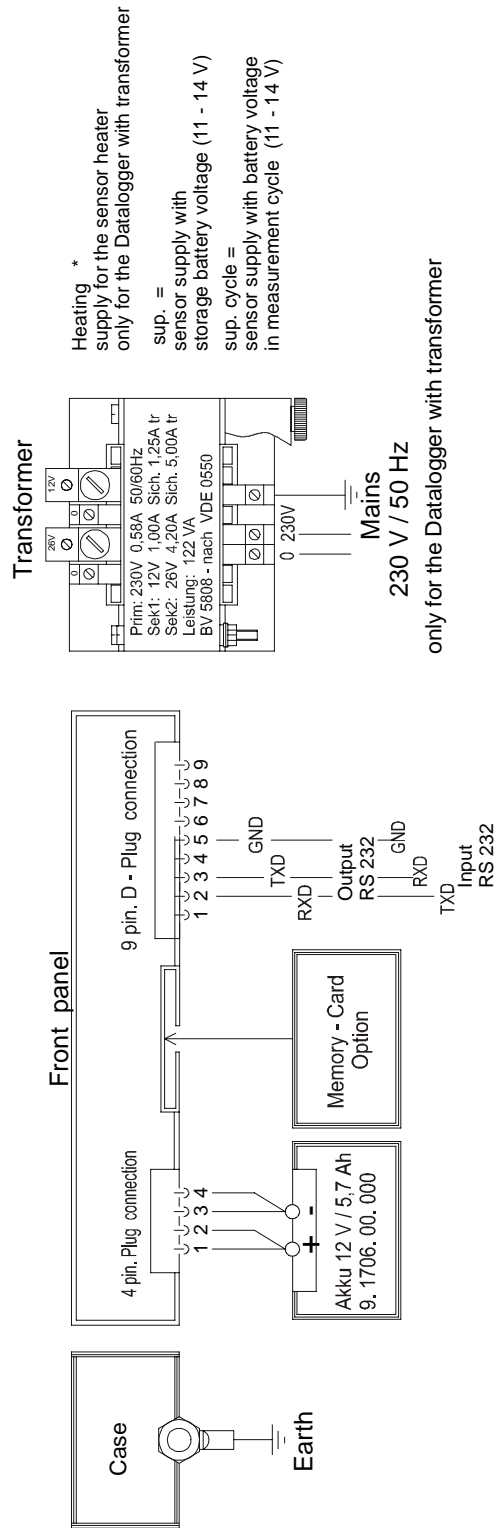 Case
Earth
Front panel
4 pin. Plug connection
1 2 3 4
+ -
Akku 12 V / 5,7 Ah
9. 1706. 00. 000
Memory - Card
Option
9 pin. D - Plug connection
1 2 3 4 5 6 7 8 9
RXD TXD GND
Output
RS 232
TXD RXD GND
Input
RS 232
Transformer
0 26V 0 12V
Prim: 230V 0,58A 50/60Hz
Sek1: 12V 1,00A Sich. 1,25A tr
Sek2: 26V 4,20A Sich. 5,00A tr
Leistung: 122 VA
BV 5808 - nach VDE 0550
0 230V
Mains
230 V / 50 Hz
only for the Datalogger with transformer
Heating *
supply for the sensor heater
only for the Datalogger with transformer
sup. =
sensor supply with
storage battery voltage (11 - 14 V)
sup. cycle =
sensor supply with battery voltage
in measurement cycle (11 - 14 V)